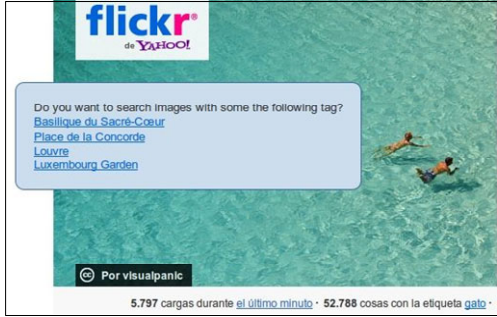 flickr®
de YAHOO!
Do you want to search images with some the following tag?
Basilique du Sacré-Cœur
Place de la Concorde
Louvre
Luxembourg Garden
cc Por visualpanic
5.797 cargas durante el último minuto · 52.788 cosas con la etiqueta gato ·